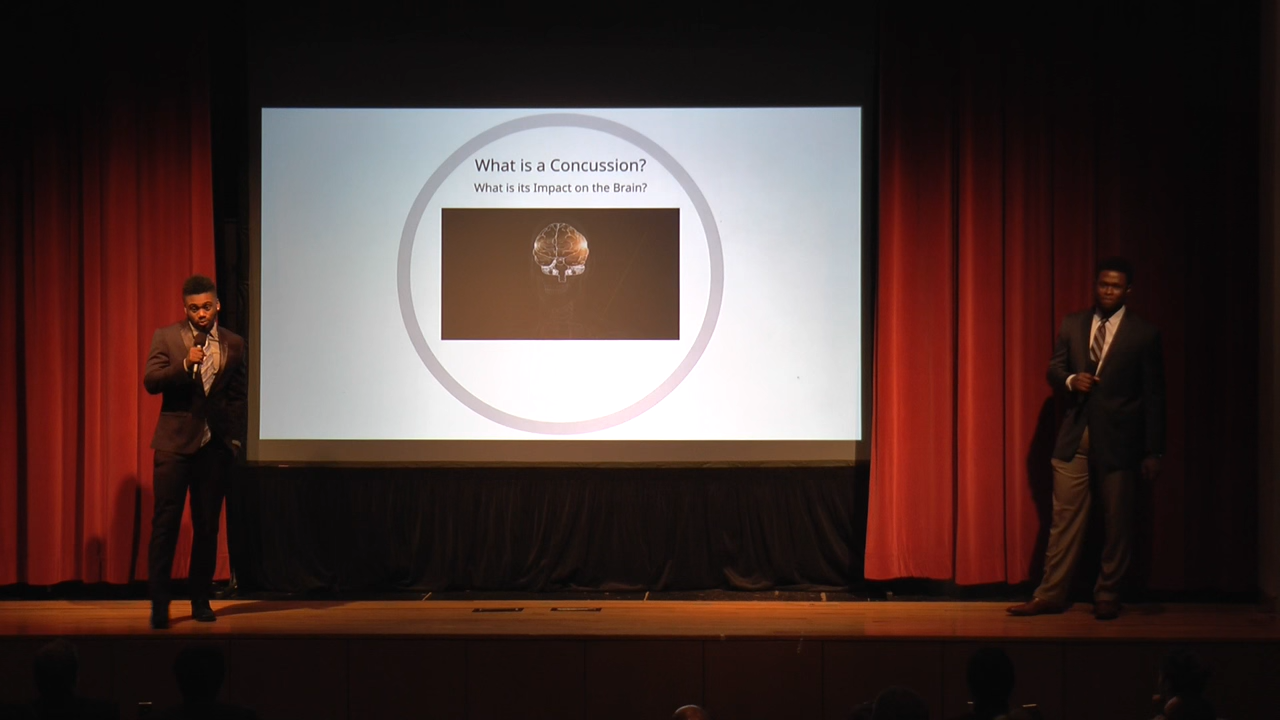 What is a Concussion?
What is its Impact on the Brain?